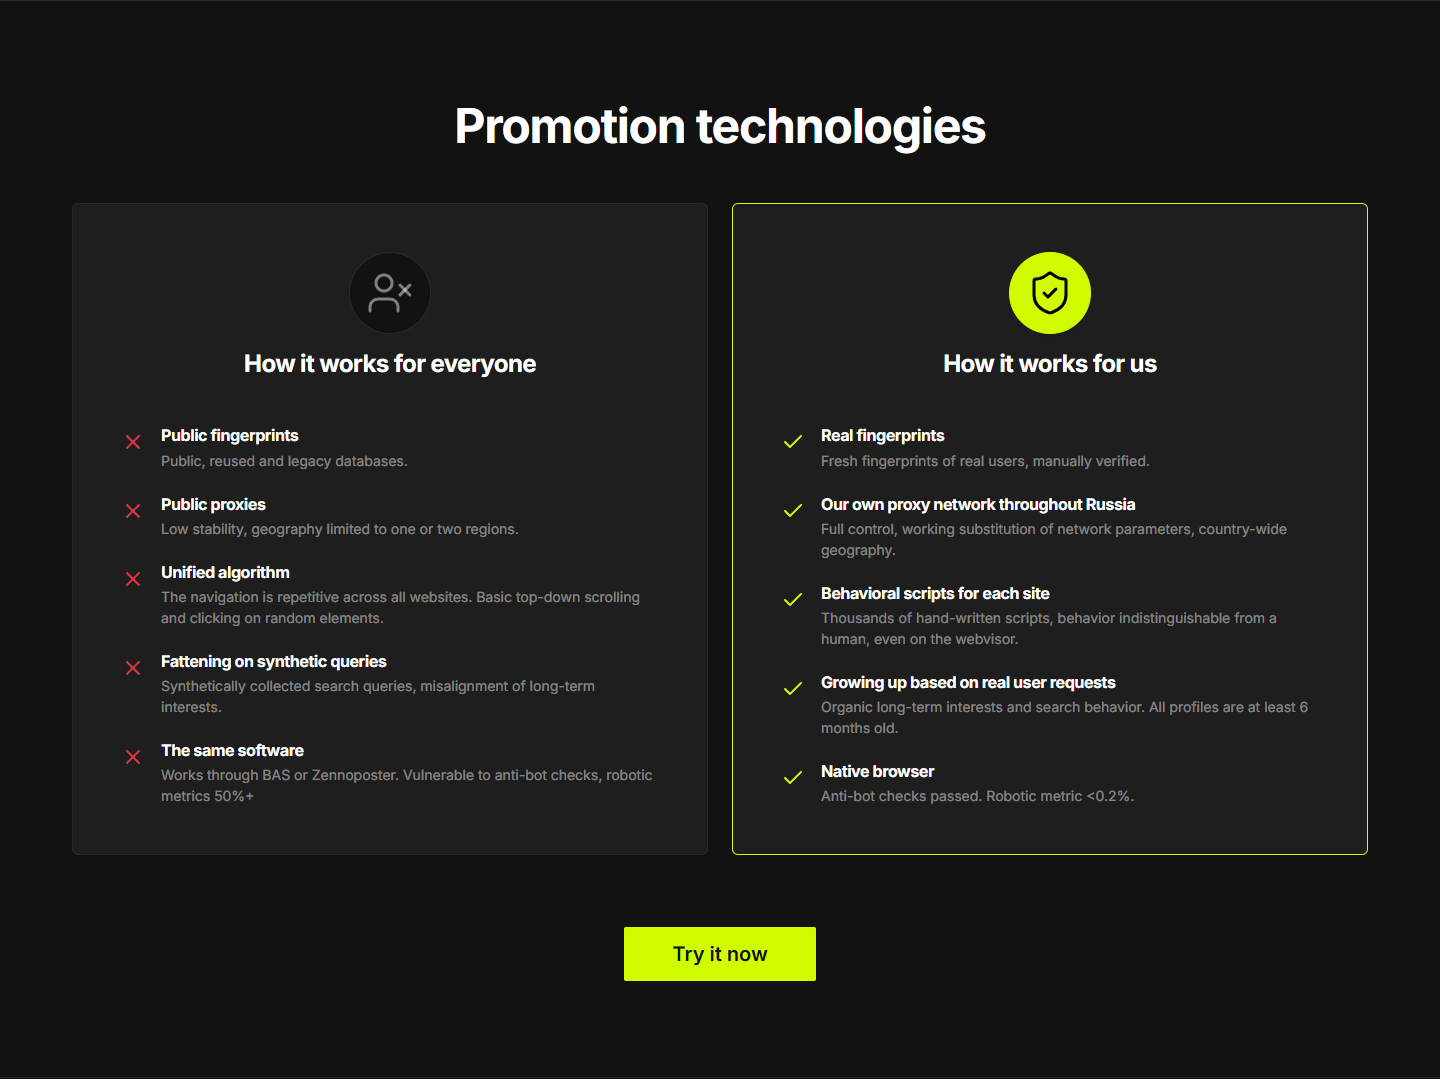 Promotion technologies
How it works for everyone
Public fingerprints
Public, reused and legacy databases.
Public proxies
Low stability, geography limited to one or two regions.
Unified algorithm
The navigation is repetitive across all websites. Basic top-down scrolling
and clicking on random elements.
Fattening on synthetic queries
Synthetically collected search queries, misalignment of long-term
interests.
The same software
Works through BAS or Zennoposter. Vulnerable to anti-bot checks, robotic
metrics 50%+
How it works for us
Real fingerprints
Fresh fingerprints of real users, manually verified.
Our own proxy network throughout Russia
Full control, working substitution of network parameters, country-wide
geography.
Behavioral scripts for each site
Thousands of hand-written scripts, behavior indistinguishable from a
human, even on the webvisor.
Growing up based on real user requests
Organic long-term interests and search behavior. All profiles are at least 6
months old.
Native browser
Anti-bot checks passed. Robotic metric <0.2%.
Try it now